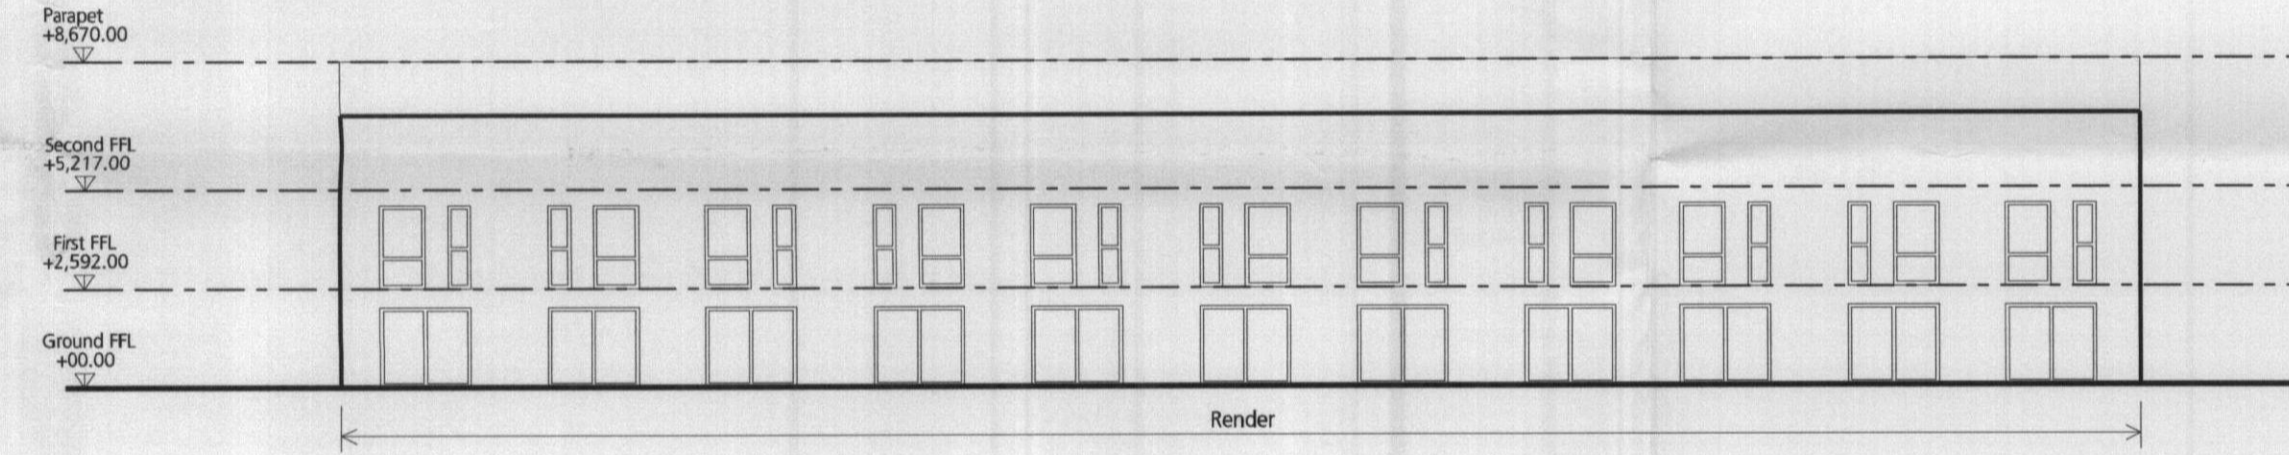 Parapet
+8,670.00
Second FFL
+5,217.00
First FFL
+2,592.00
Ground FFL
+00.00
Render